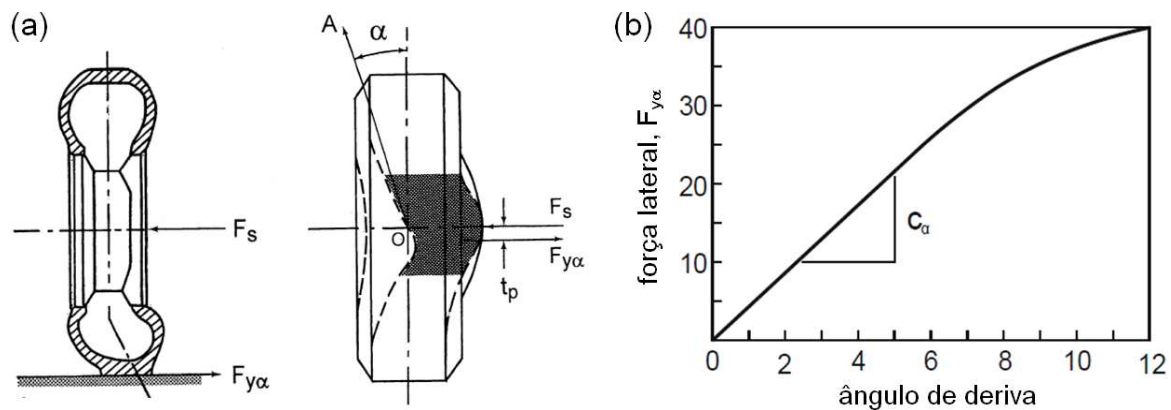 (a)
A
α
F_s
F_yα
O
F_s
F_yα
t_p
(b)
força lateral, F_yα
40
30
20
10
C_α
0 2 4 6 8 10 12
ângulo de deriva